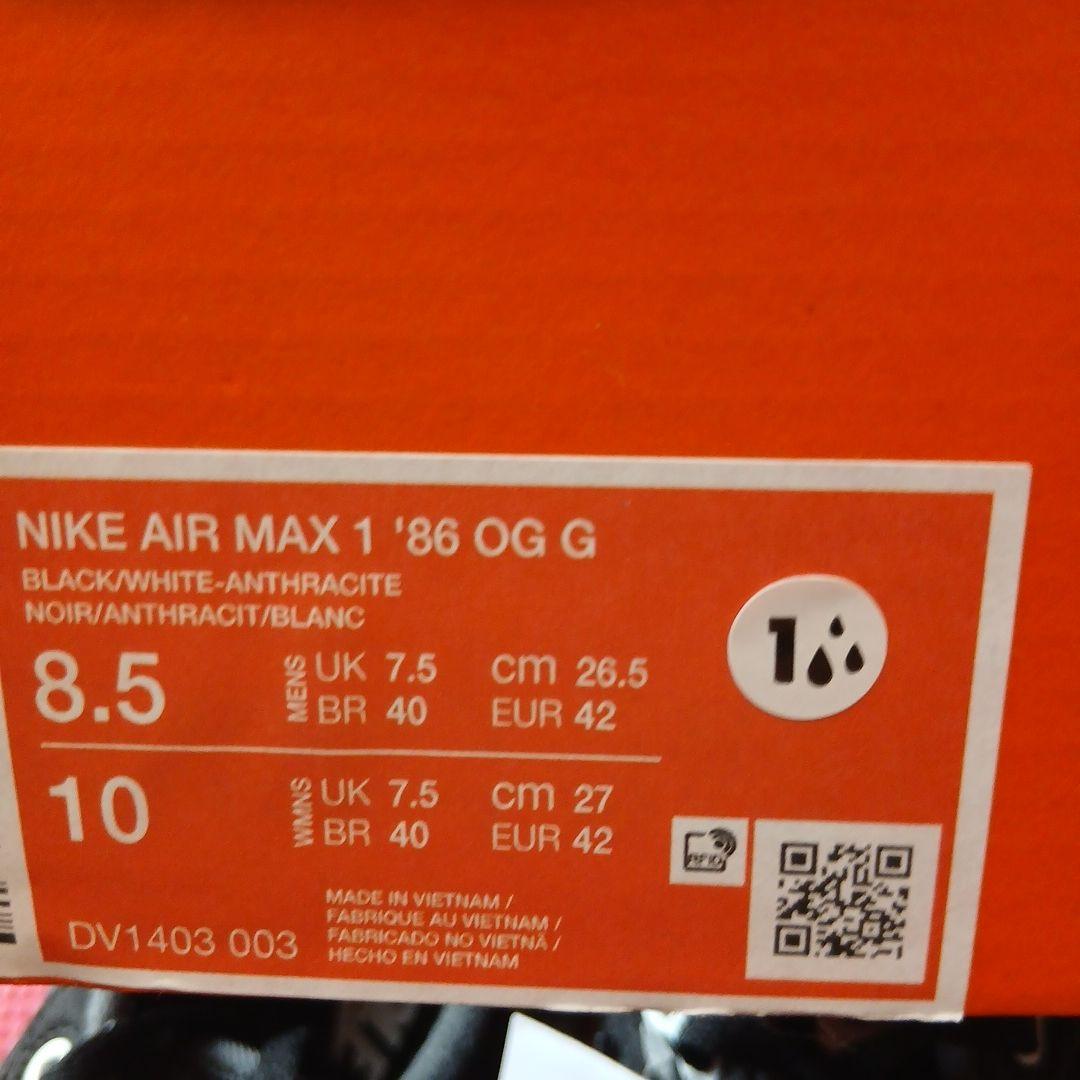 NIKE AIR MAX 1 '86 OG G
BLACK/WHITE-ANTHRACITE
NOIR/ANTHRACIT/BLANC
8.5 MENS UK 7.5 cm 26.5
BR 40 EUR 42
10 WMNS UK 7.5 cm 27
BR 40 EUR 42
1
RFID
MADE IN VIETNAM /
FABRIQUE AU VIETNAM /
FABRICADO NO VIETNÃ /
HECHO EN VIETNAM
DV1403 003